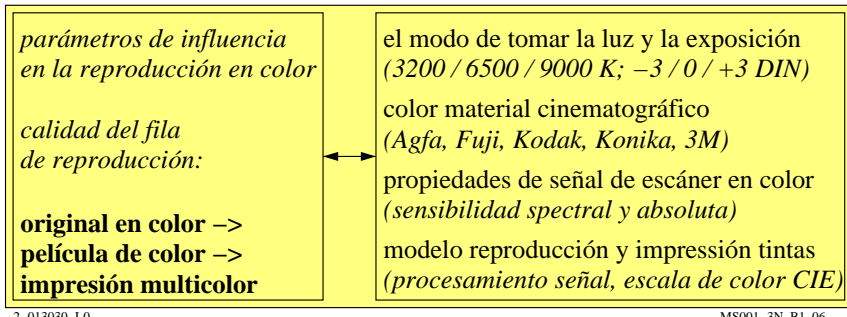 parámetros de influencia
en la reproducción en color
calidad del fila
de reproducción:
original en color −>
película de color −>
impresión multicolor
el modo de tomar la luz y la exposición
(3200 / 6500 / 9000 K; −3 / 0 / +3 DIN)
color material cinematográfico
(Agfa, Fuji, Kodak, Konika, 3M)
propiedades de señal de escáner en color
(sensibilidad spectral y absoluta)
modelo reproducción y impressión tintas
(procesamiento señal, escala de color CIE)
2_013030_L0
MS001_3N_B1_06